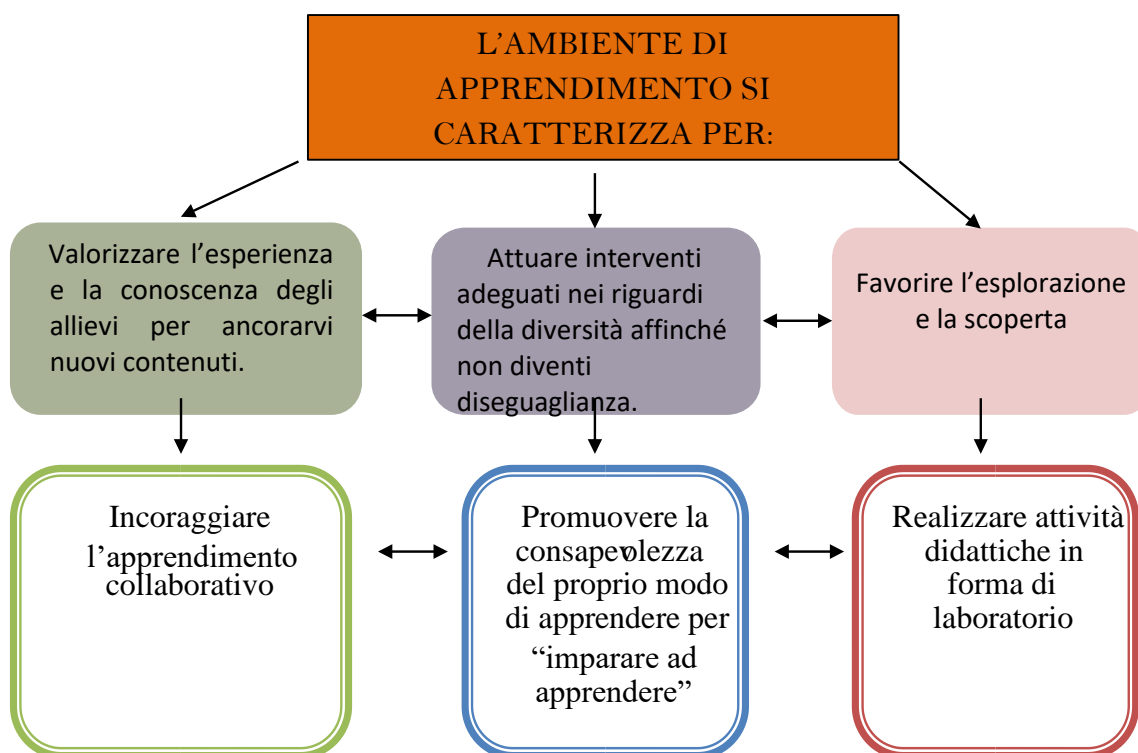 L’AMBIENTE DI
APPRENDIMENTO SI
CARATTERIZZA PER:
Valorizzare l’esperienza
e la conoscenza degli
allievi per ancorarvi
nuovi contenuti.
Attuare interventi
adeguati nei riguardi
della diversità affinché
non diventi
diseguaglianza.
Favorire l’esplorazione
e la scoperta
Incoraggiare
l’apprendimento
collaborativo
Promuovere la
consapevolezza
del proprio modo
di apprendere per
“imparare ad
apprendere”
Realizzare attività
didattiche in
forma di
laboratorio